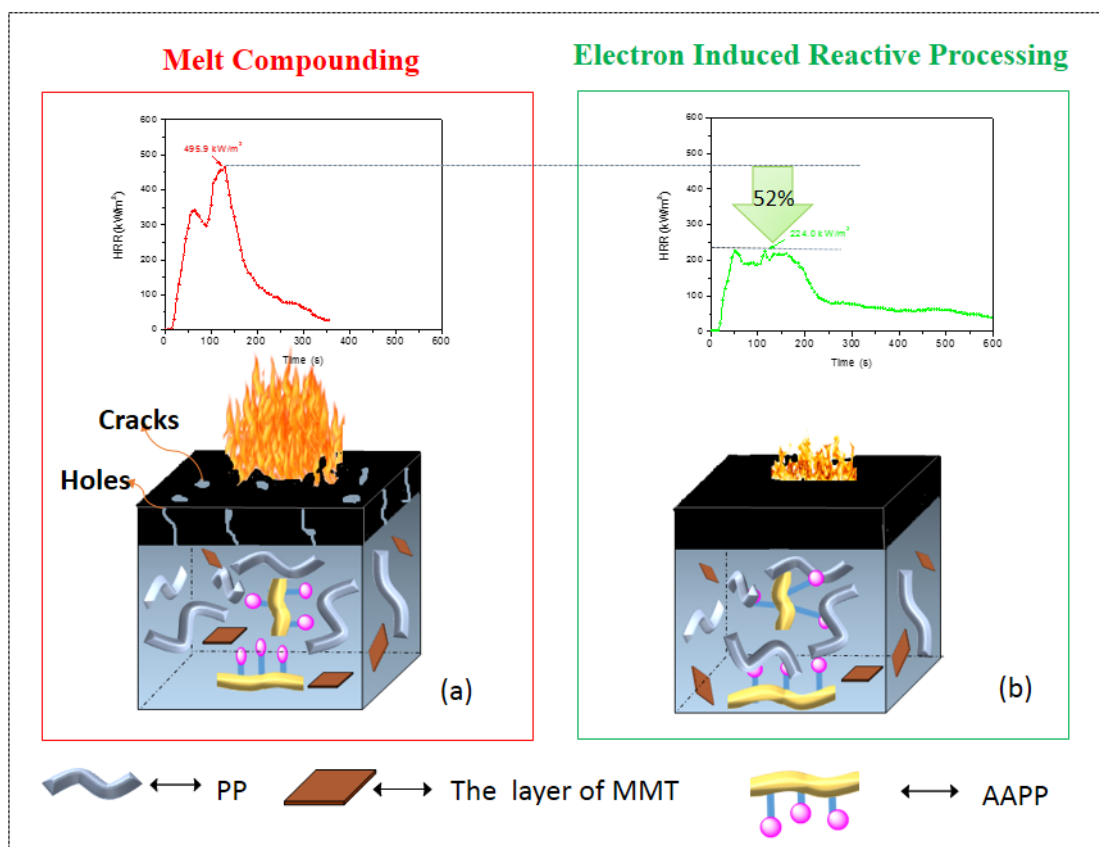 Melt Compounding
Electron Induced Reactive Processing
600
500
400
300
200
100
0
HRR (kW/m²)
495.9 kW/m²
0 100 200 300 400 500 600
Time (s)
600
500
400
300
200
100
0
HRR (kW/m²)
52%
224.0 kW/m²
0 100 200 300 400 500 600
Time (s)
Cracks
Holes
(a)
(b)
PP
The layer of MMT
AAPP